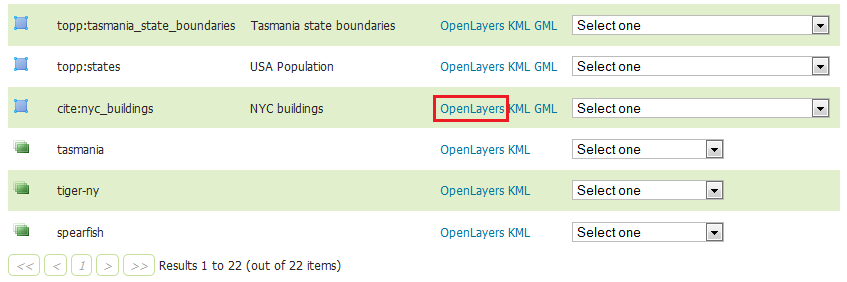 topp:tasmania_state_boundaries Tasmania state boundaries OpenLayers KML GML Select one
topp:states USA Population OpenLayers KML GML Select one
cite:nyc_buildings NYC buildings OpenLayers KML GML Select one
tasmania OpenLayers KML Select one
tiger-ny OpenLayers KML Select one
spearfish OpenLayers KML Select one
<< < 1 > >> Results 1 to 22 (out of 22 items)